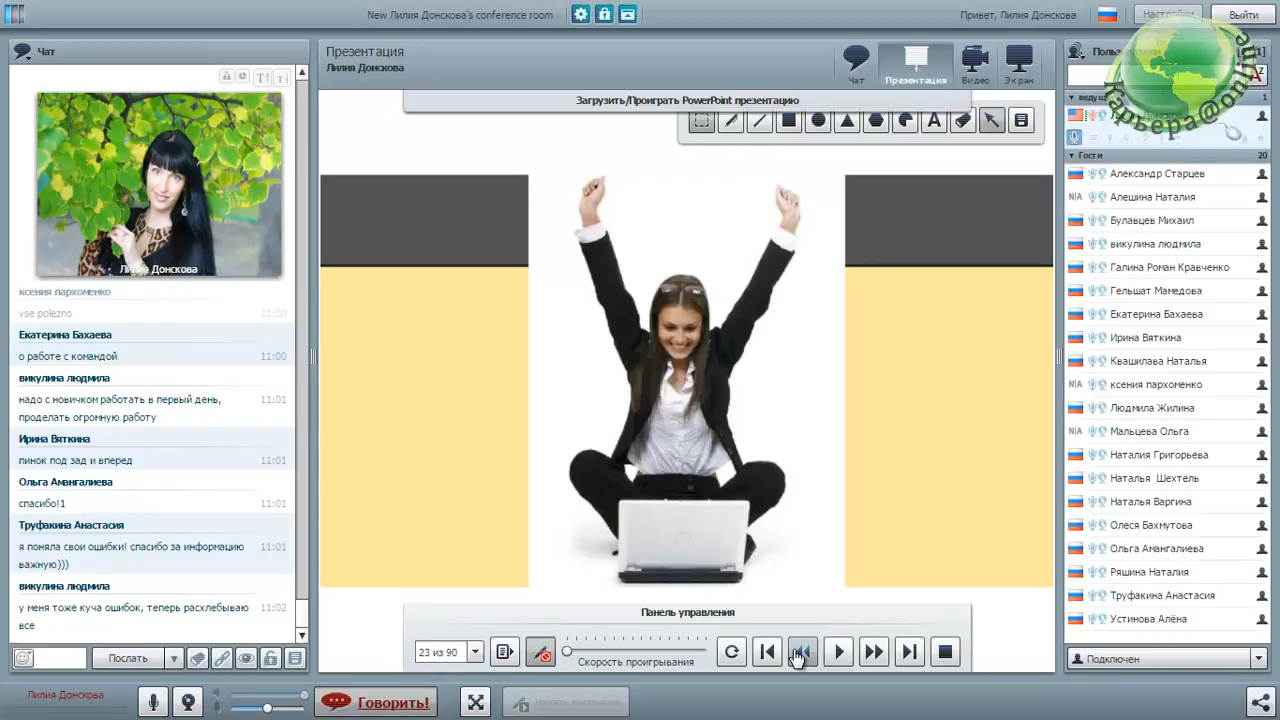 New Лилия Донскова's conference room
Привет, Лилия Донскова
Настройки
Выйти
Чат
Лилия Донскова
ксения пархоменко
vse polezno 11:00
Екатерина Бахаева
о работе с командой 11:00
викулина людмила
надо с новичком работать в первый день, 11:01
проделать огромную работу
Ирина Вяткина
пинок под зад и вперед 11:01
Ольга Амангалиева
спасибо!1 11:01
Труфакина Анастасия
я поняла свои ошибки! спасибо за информацию 11:01
важную)))
викулина людмила
у меня тоже куча ошибок, теперь расхлебываю 11:02
все
Послать
Презентация
Лилия Донскова
Чат
Презентация
Видео
Экран
Загрузить/Проиграть PowerPoint презентацию
Панель управления
23 из 90
Скорость проигрывания
карьера@online
ведущ 1
Гости 20
Александр Старцев
N|A Алешина Наталия
Булавцев Михаил
викулина людмила
Галина Роман Кравченко
Гельшат Мамедова
Екатерина Бахаева
Ирина Вяткина
Квашилава Наталья
N|A ксения пархоменко
Людмила Жилина
N|A Мальцева Ольга
Наталия Григорьева
Наталья Шехтель
Наталья Варгина
Олеся Бахмутова
Ольга Амангалиева
Ряшина Наталия
Труфакина Анастасия
Устинова Алёна
Подключен
Лилия Донскова
Говорить!